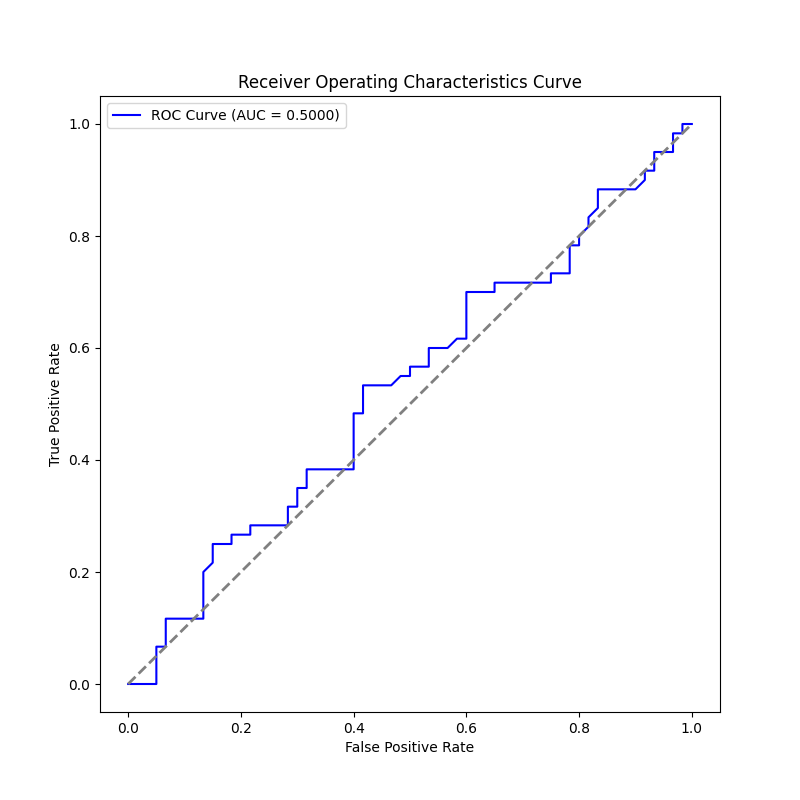 Receiver Operating Characteristics Curve
ROC Curve (AUC = 0.5000)
1.0
0.8
0.6
0.4
0.2
0.0
True Positive Rate
0.0 0.2 0.4 0.6 0.8 1.0
False Positive Rate